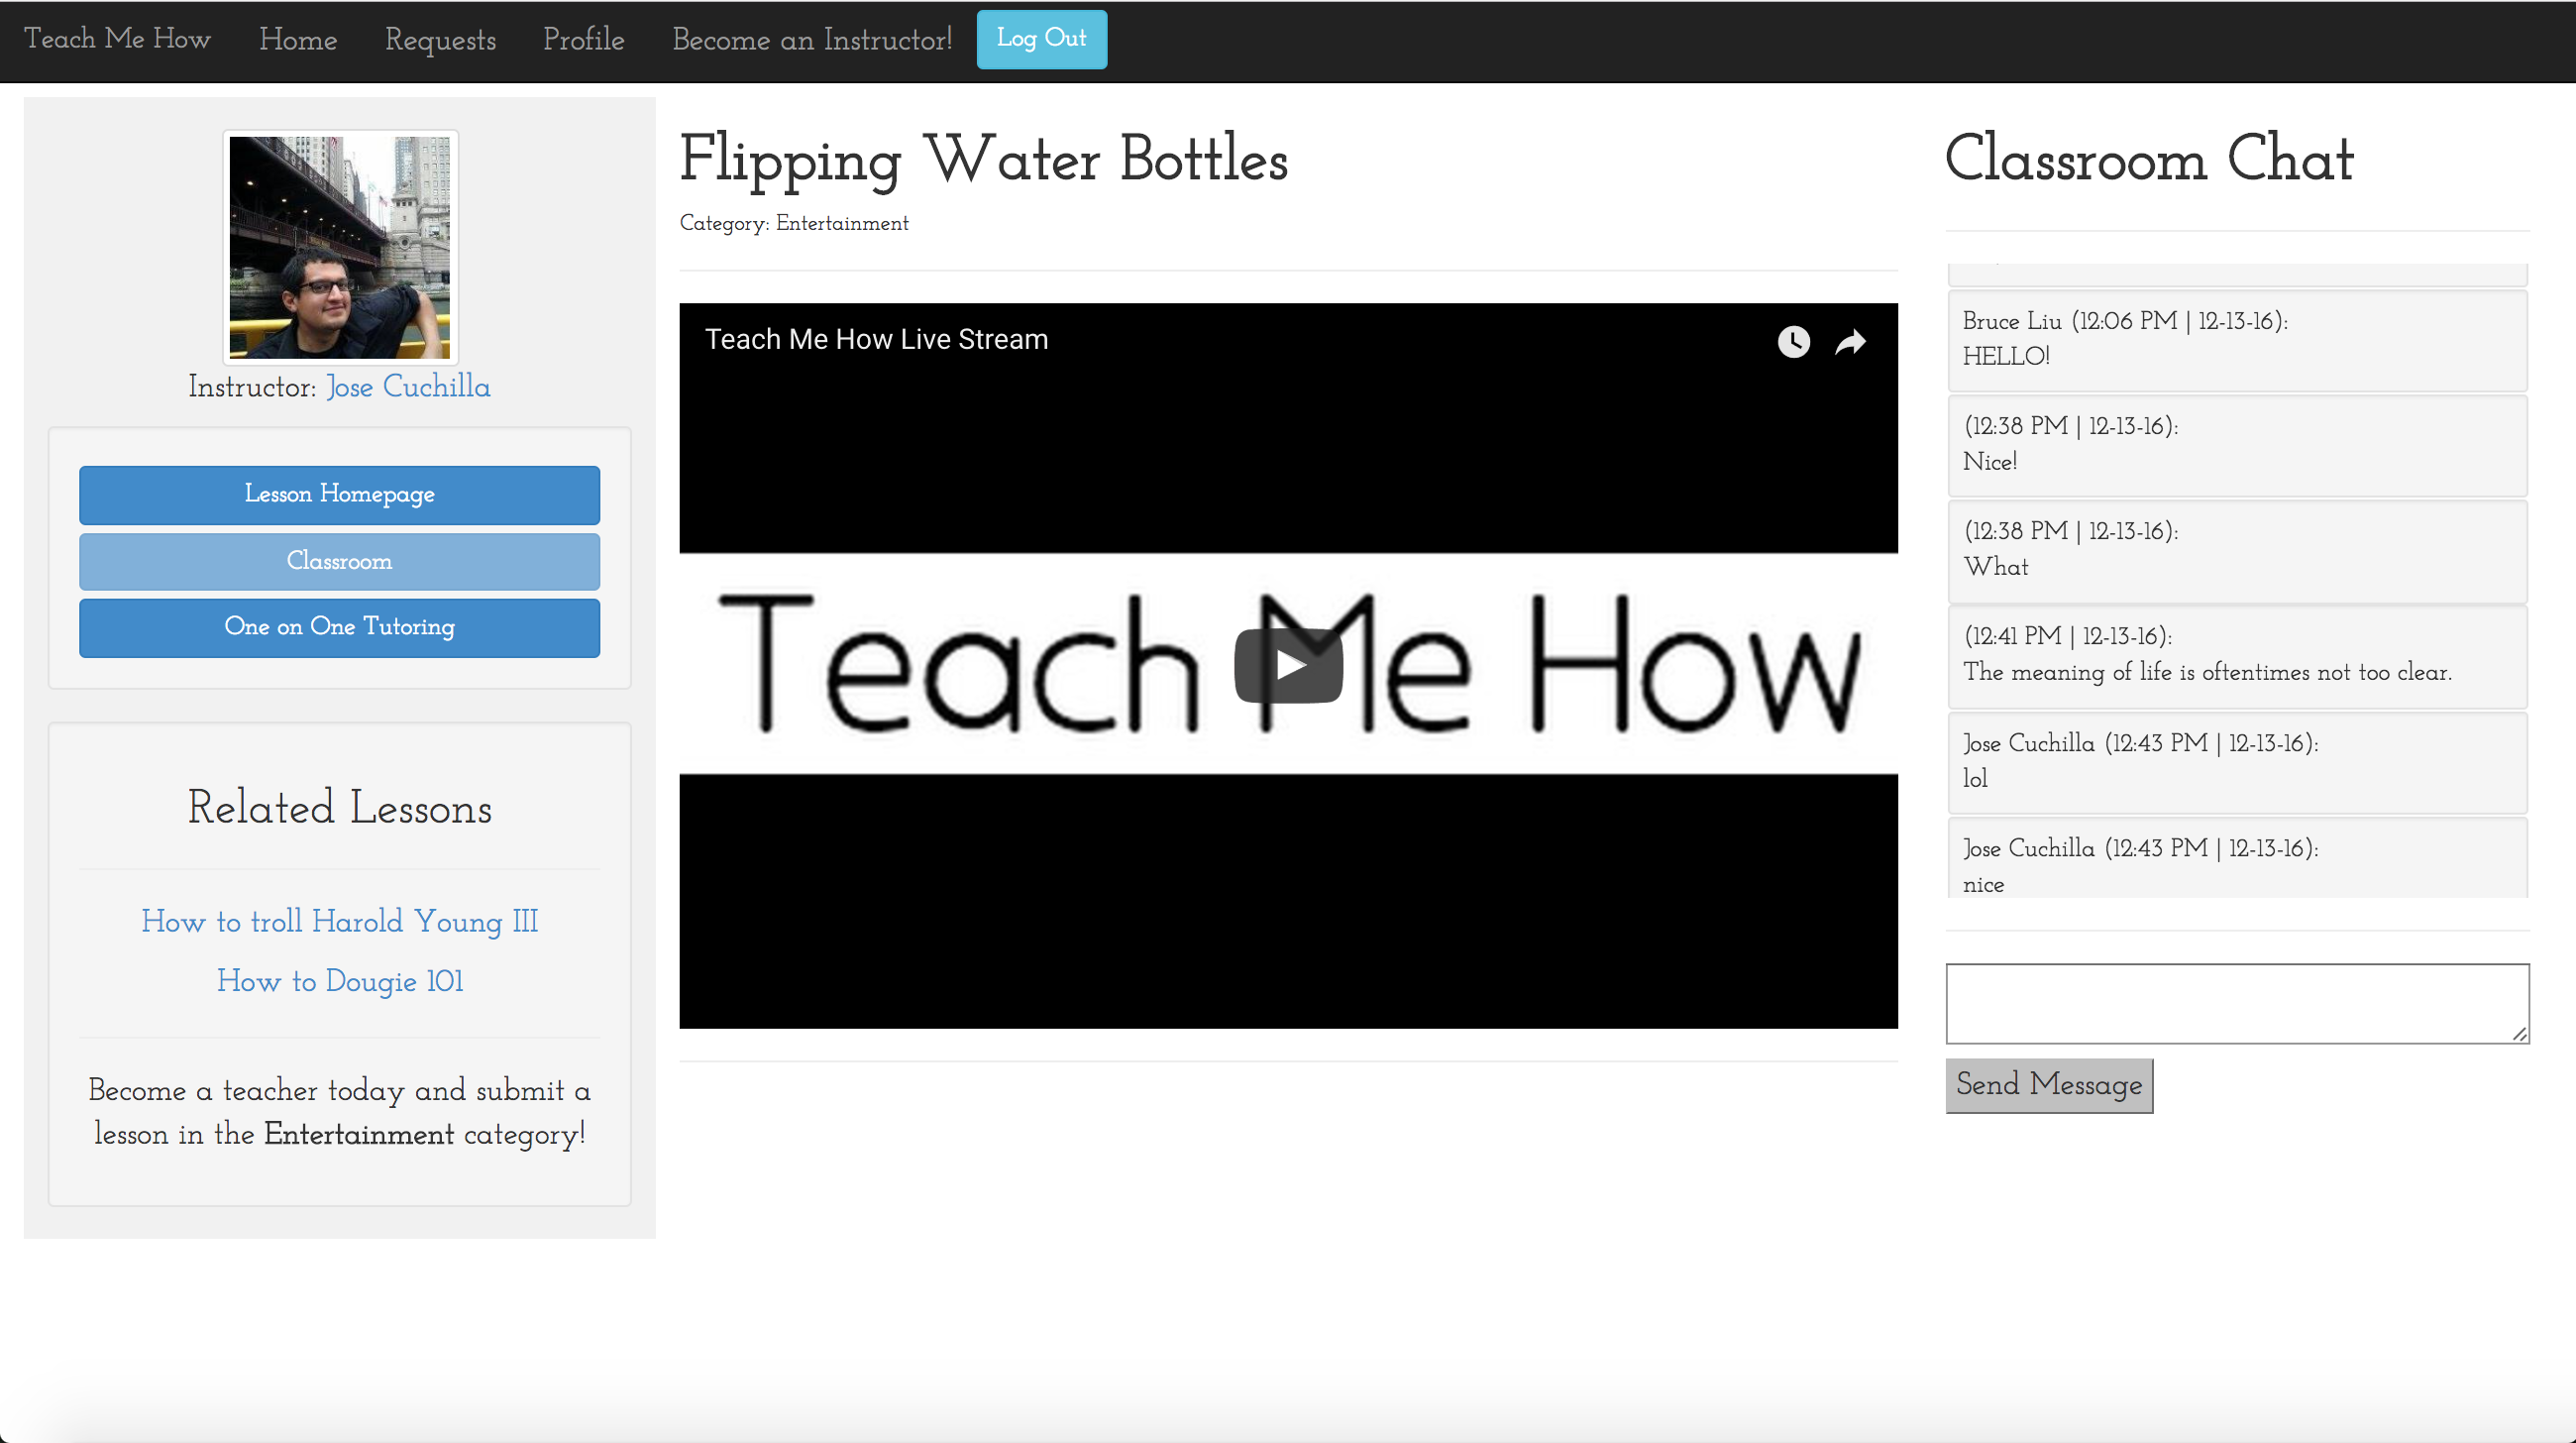 Teach Me How Home Requests Profile Become an Instructor! Log Out
Instructor: Jose Cuchilla
Lesson Homepage
Classroom
One on One Tutoring
Related Lessons
How to troll Harold Young III
How to Dougie 101
Become a teacher today and submit a
lesson in the Entertainment category!
Flipping Water Bottles
Category: Entertainment
Teach Me How Live Stream
Teach Me How
Classroom Chat
Bruce Liu (12:06 PM | 12-13-16):
HELLO!
(12:38 PM | 12-13-16):
Nice!
(12:38 PM | 12-13-16):
What
(12:41 PM | 12-13-16):
The meaning of life is oftentimes not too clear.
Jose Cuchilla (12:43 PM | 12-13-16):
lol
Jose Cuchilla (12:43 PM | 12-13-16):
nice
Send Message